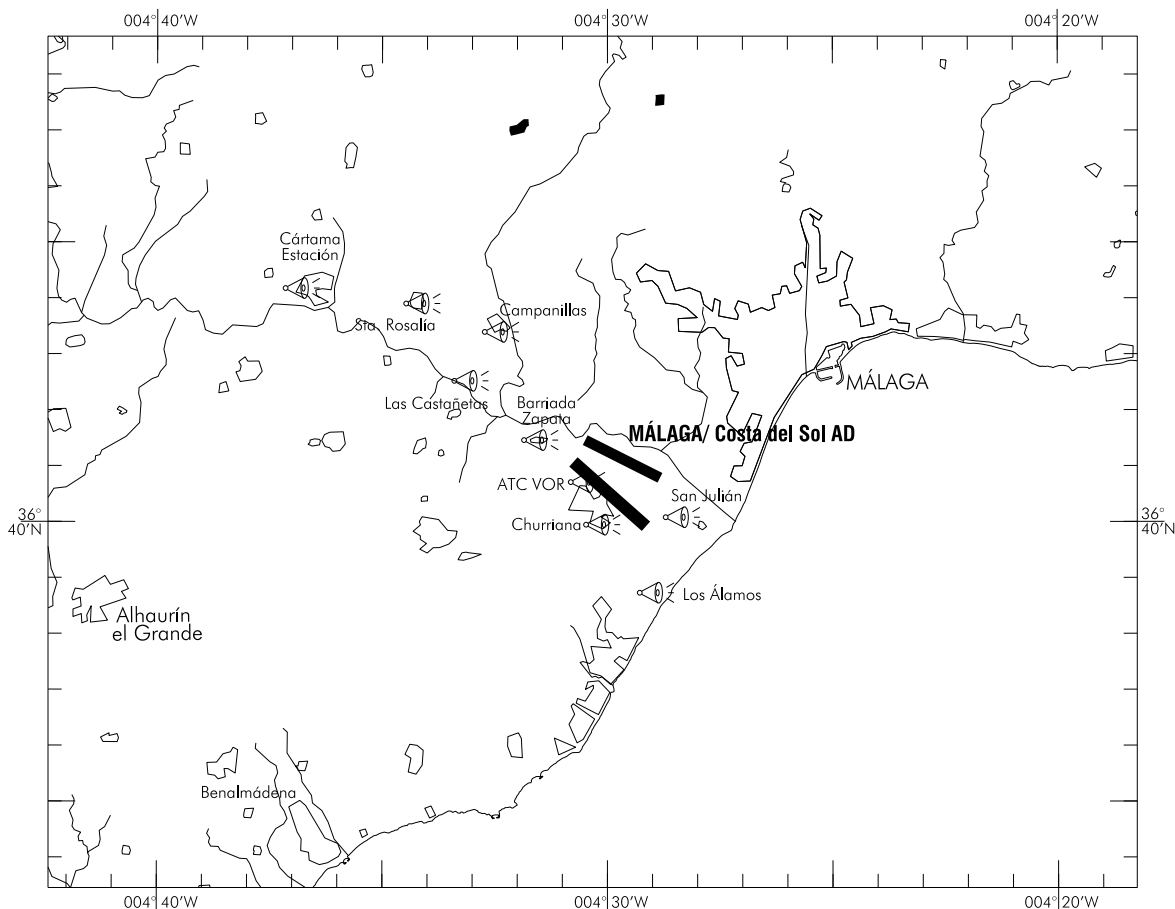 004°40'W
004°30'W
004°20'W
Cártama
Estación
Sta. Rosalía
Campanillas
MÁLAGA
Las Castañetas
Barriada
Zapata
MÁLAGA/ Costa del Sol AD
ATC VOR
San Julián
Churriana
36°
40'N
36°
40'N
Los Álamos
Alhaurín
el Grande
Benalmádena
004°40'W
004°30'W
004°20'W